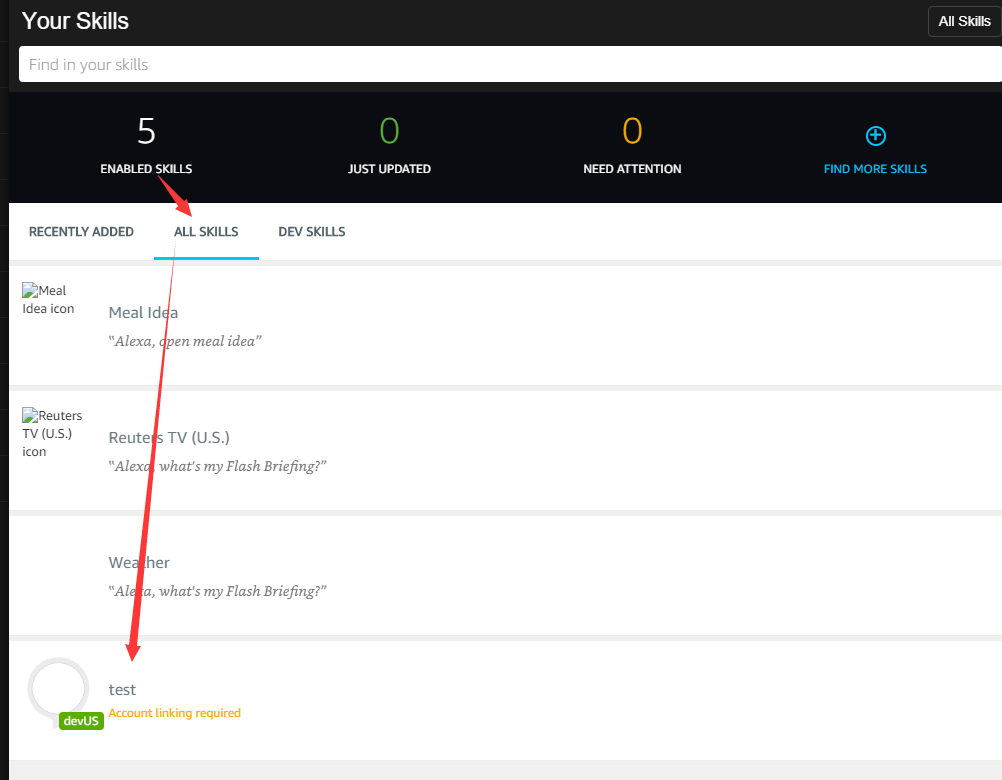 Your Skills
All Skills
Find in your skills
5
0
0
ENABLED SKILLS
JUST UPDATED
NEED ATTENTION
FIND MORE SKILLS
RECENTLY ADDED
ALL SKILLS
DEV SKILLS
Meal
Idea icon
Meal Idea
"Alexa, open meal idea"
Reuters
TV (U.S.)
icon
Reuters TV (U.S.)
"Alexa, what's my Flash Briefing?"
Weather
"Alexa, what's my Flash Briefing?"
test
devUS
Account linking required